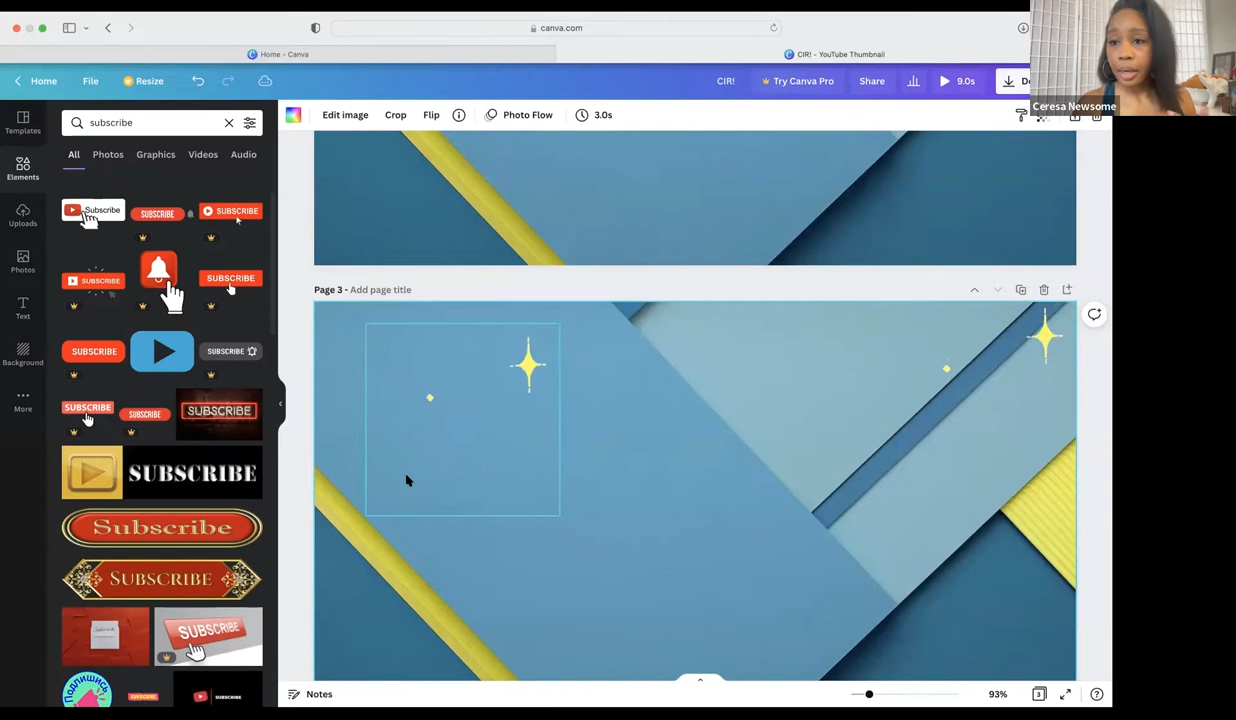 canva.com
Home - Canva
CIR! - YouTube Thumbnail
Home
File
Resize
CIR!
Try Canva Pro
Share
9.0s
Ceresa Newsome
Templates
subscribe
Edit image
Crop
Flip
Photo Flow
3.0s
All
Photos
Graphics
Videos
Audio
Elements
Uploads
Photos
Text
Background
More
Subscribe
SUBSCRIBE
SUBSCRIBE
SUBSCRIBE
SUBSCRIBE
SUBSCRIBE
SUBSCRIBE
SUBSCRIBE
SUBSCRIBE
SUBSCRIBE
SUBSCRIBE
Subscribe
SUBSCRIBE
SUBSCRIBE
Подпишись
SUBSCRIBE
SUBSCRIBE
Page 3 - Add page title
Notes
93%
3